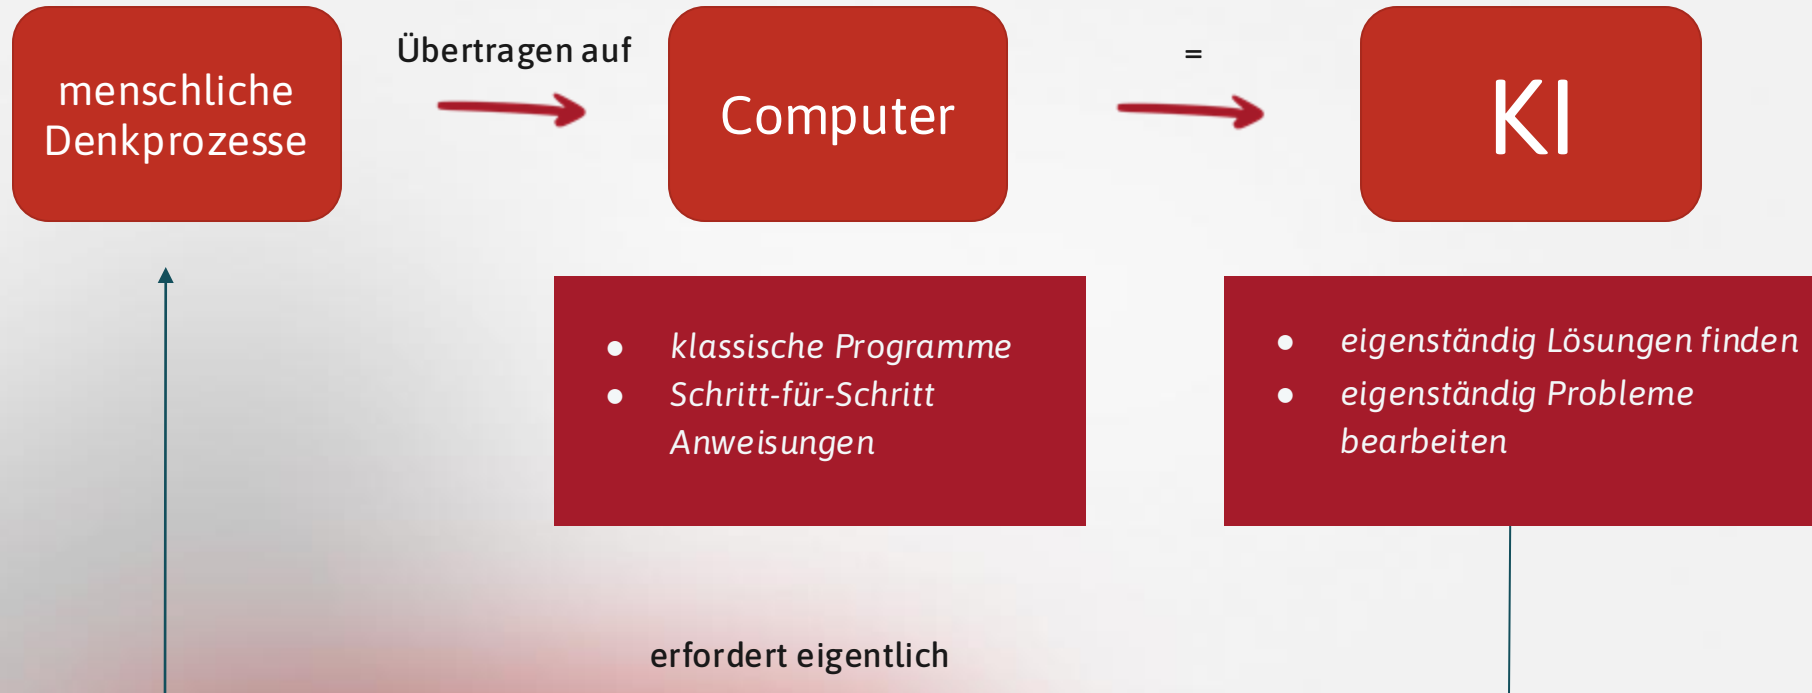 menschliche
Denkprozesse
Übertragen auf
Computer
=
KI
● klassische Programme
● Schritt-für-Schritt
Anweisungen
● eigenständig Lösungen finden
● eigenständig Probleme
bearbeiten
erfordert eigentlich